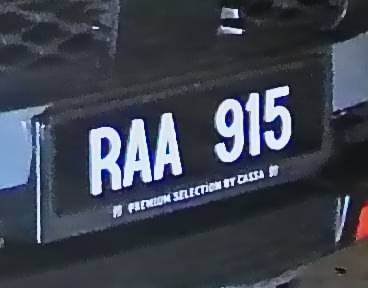 RAA 915
PREMIUM SELECTION BY CASSA